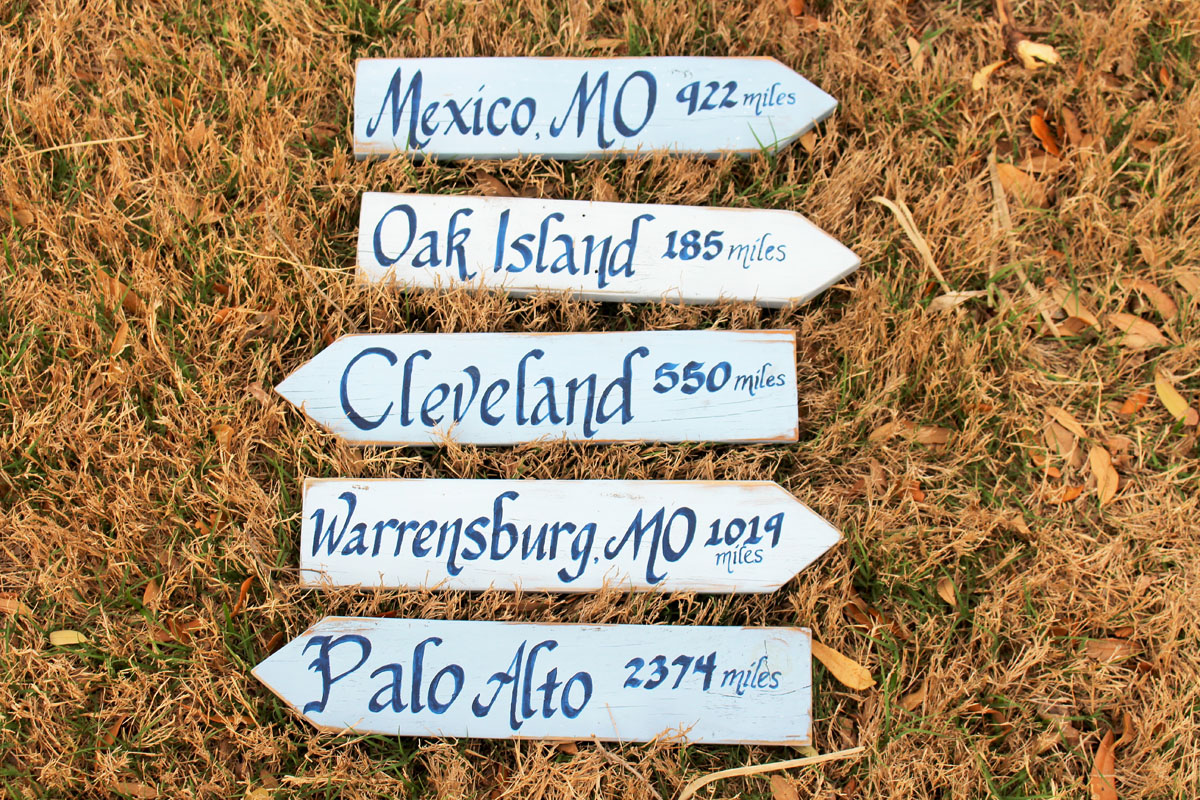 Mexico, MO 922 miles
Oak Island 185 miles
Cleveland 550 miles
Warrensburg, MO 1019
miles
Palo Alto 2374 miles